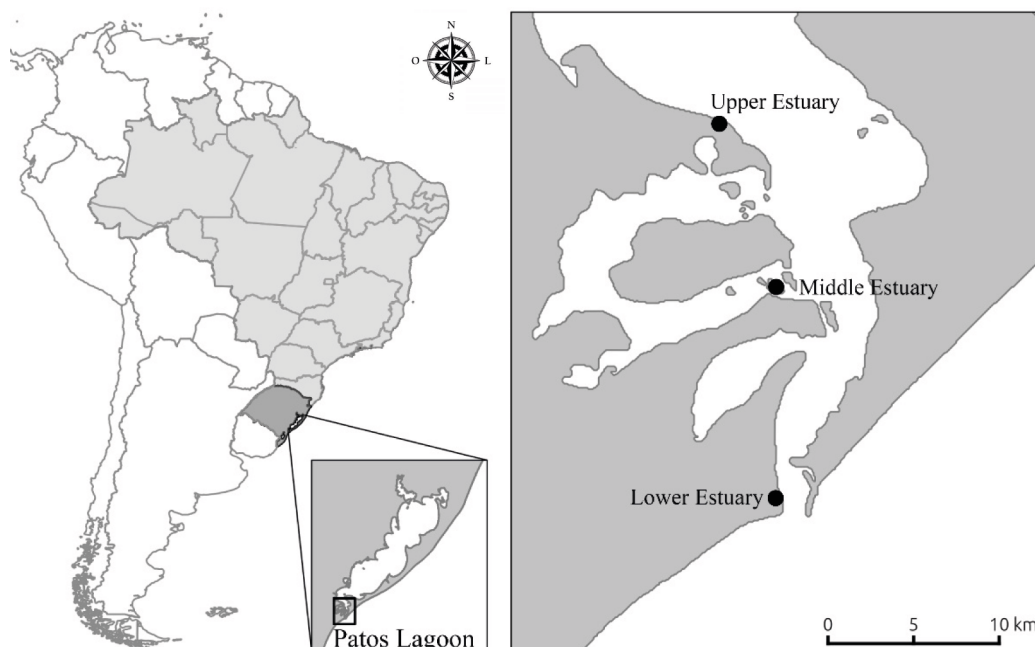 N
O
L
S
Patos Lagoon
Upper Estuary
Middle Estuary
Lower Estuary
0 5 10 km